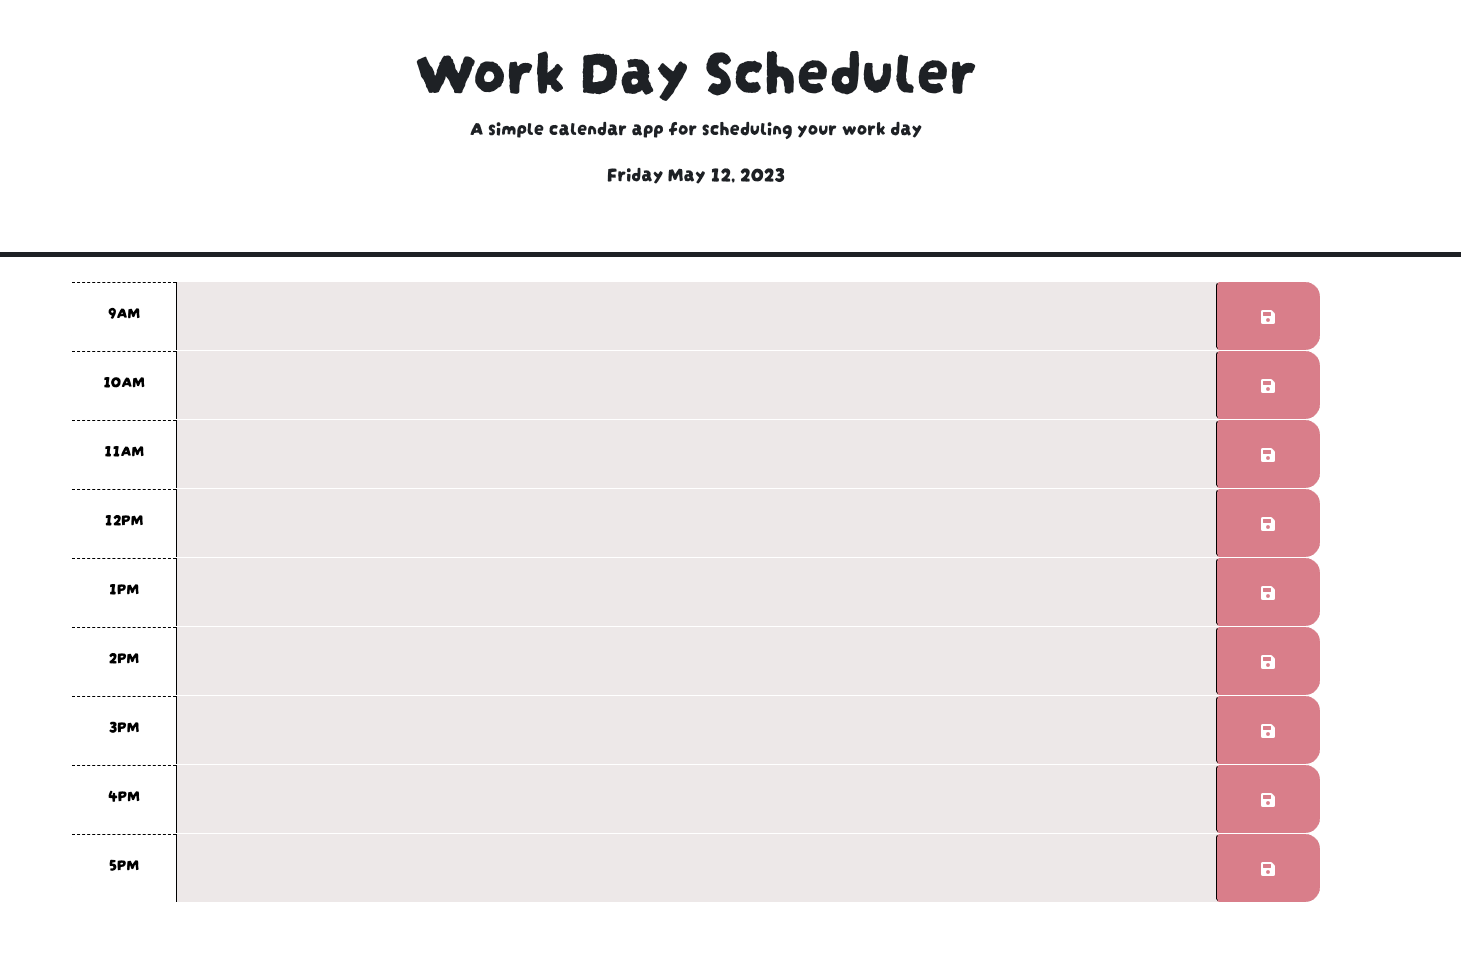 Work Day Scheduler
A simple calendar app for scheduling your work day
Friday May 12, 2023
9AM
10AM
11AM
12PM
1PM
2PM
3PM
4PM
5PM